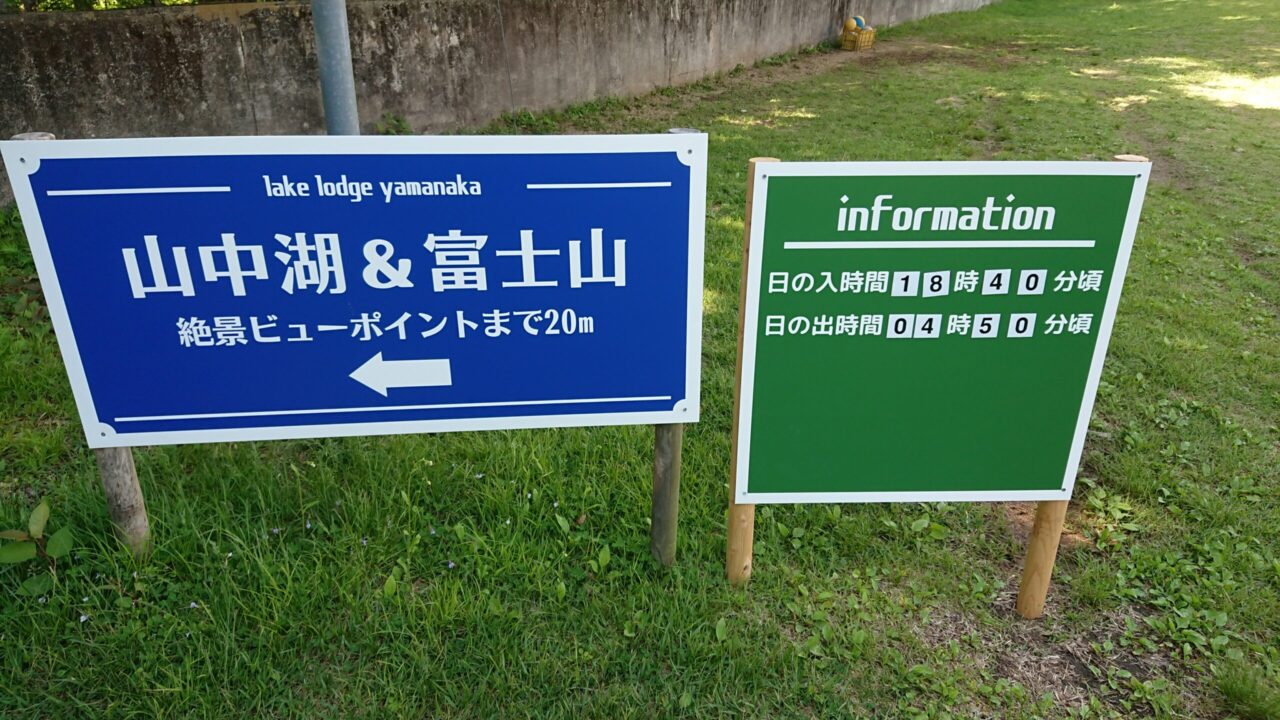 lake lodge yamanaka
山中湖&富士山
絶景ビューポイントまで20m
information
日の入時間18時40分頃
日の出時間04時50分頃